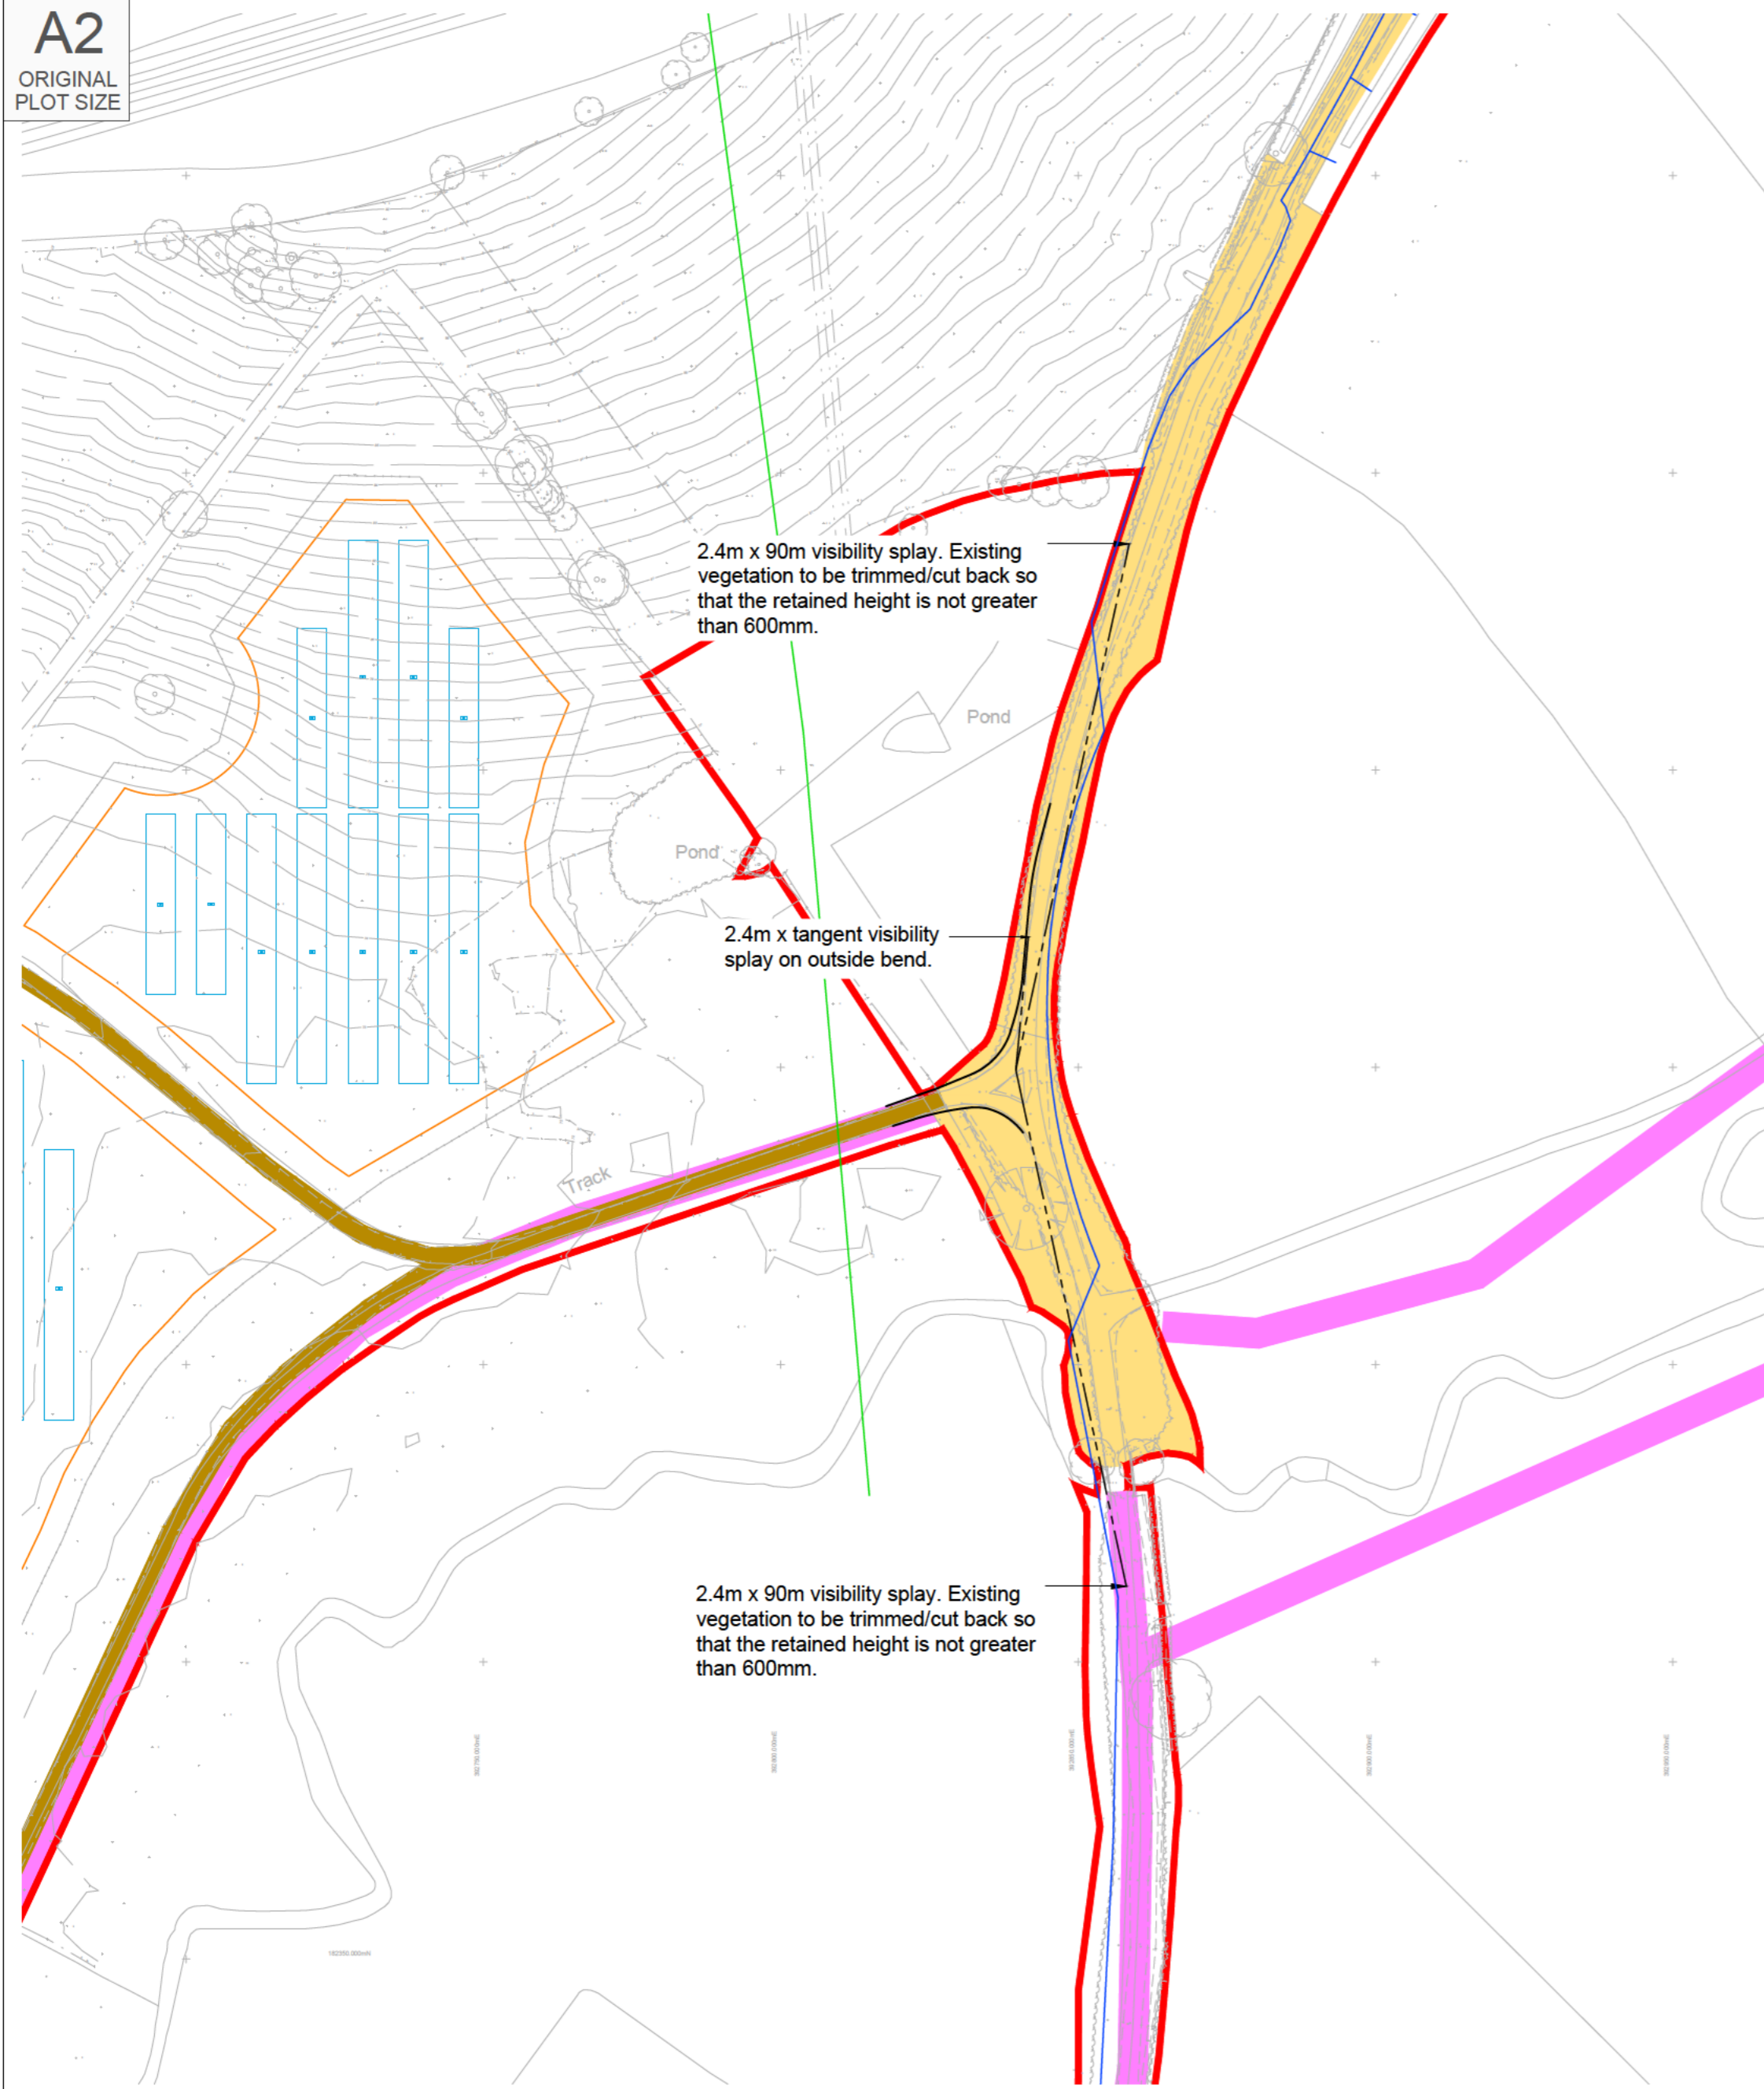 A2
ORIGINAL
PLOT SIZE
2.4m x 90m visibility splay. Existing
vegetation to be trimmed/cut back so
that the retained height is not greater
than 600mm.
Pond
Pond
2.4m x tangent visibility
splay on outside bend.
Track
2.4m x 90m visibility splay. Existing
vegetation to be trimmed/cut back so
that the retained height is not greater
than 600mm.